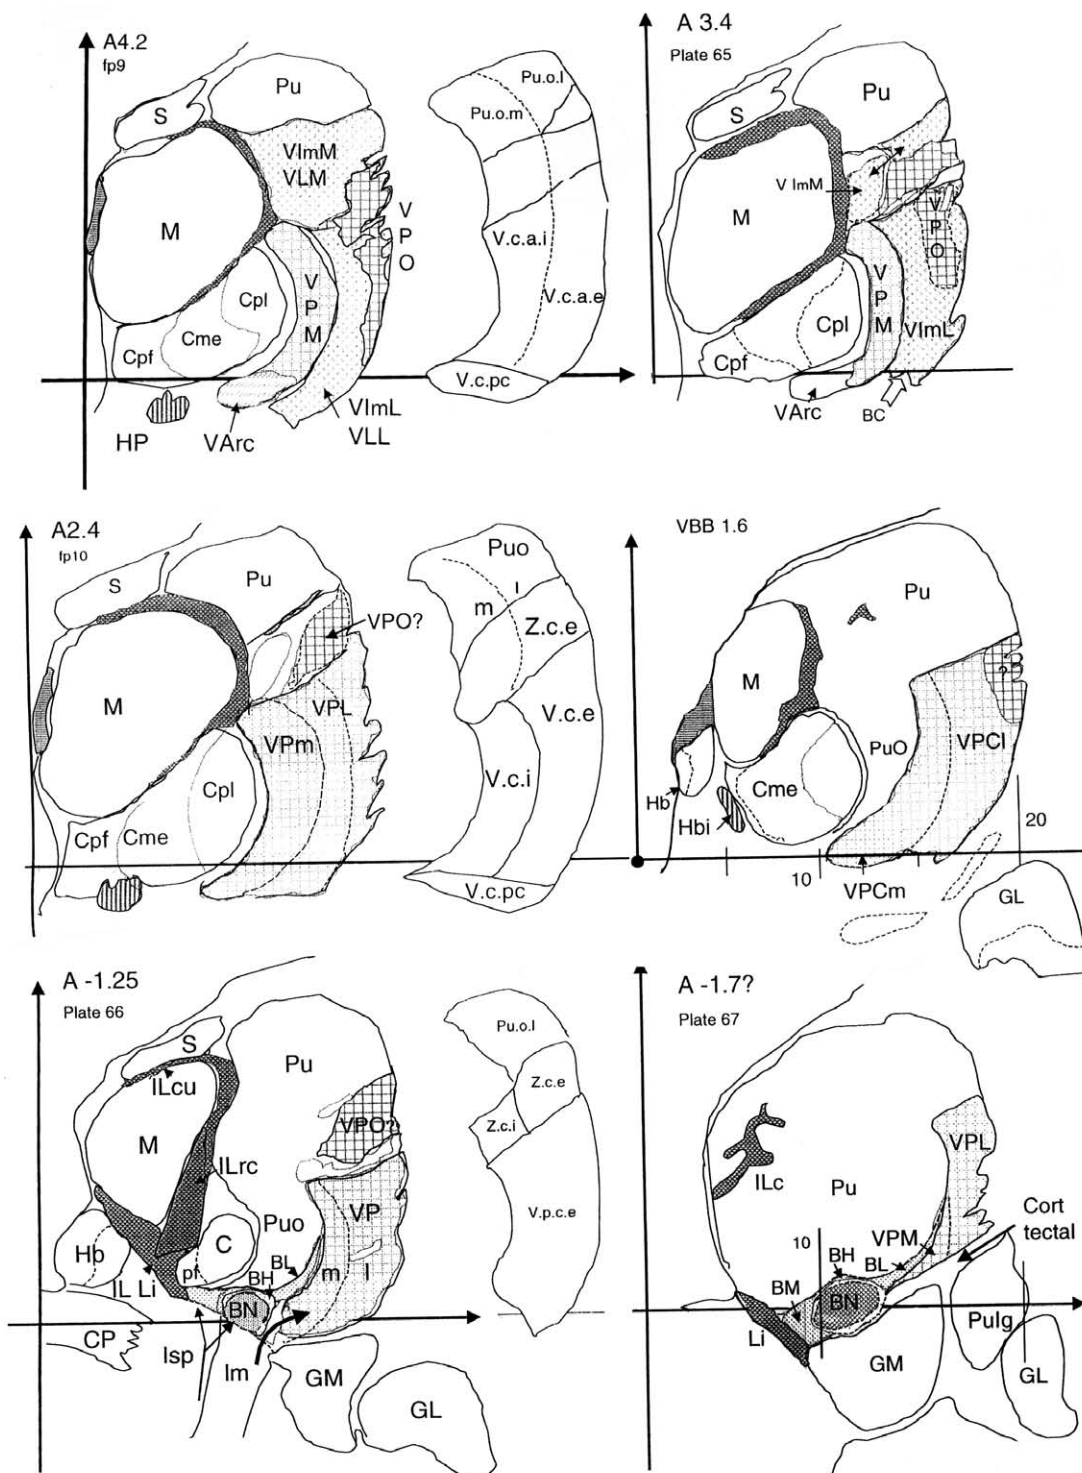 A4.2
fp9
S
Pu
VImM
VLM
M
V
P
O
Cpl
V
P
M
Cme
Cpf
HP
VArc
VImL
VLL
Pu.o.l
Pu.o.m
V.c.a.i
V.c.a.e
V.c.pc
A 3.4
Plate 65
S
Pu
V ImM
M
V
P
O
V
P
M
Cpl
VImL
Cpf
VArc
BC
A2.4
fp10
S
Pu
VPO?
M
VPL
VPm
Cpl
Cpf
Cme
Puo
l
m
Z.c.e
V.c.e
V.c.i
V.c.pc
VBB 1.6
Pu
M
?
PuO
VPCl
Cme
Hb
Hbi
20
10
VPCm
GL
A -1.25
Plate 66
S
Pu
ILcu
M
VPO?
ILrc
VP
Puo
C
Hb
BL
m
l
pf
BH
IL Li
BN
CP
Isp
Im
GM
GL
Pu.o.l
Z.c.e
Z.c.i
V.p.c.e
A -1.7?
Plate 67
VPL
ILc
Pu
Cort
tectal
VPM
10
BH
BL
BM
BN
Li
Pulg
GM
GL